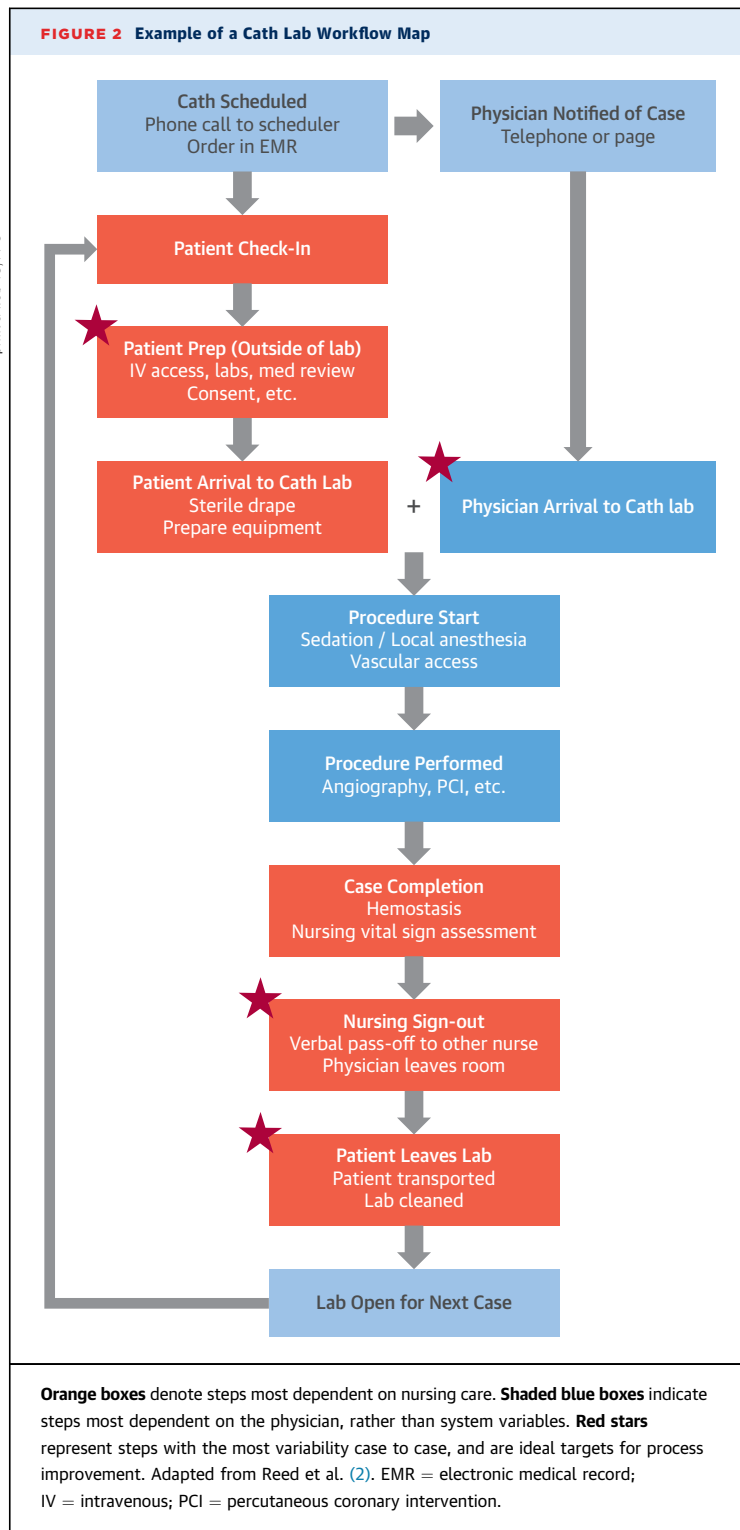 FIGURE 2 Example of a Cath Lab Workflow Map
Cath Scheduled
Phone call to scheduler
Order in EMR
Physician Notified of Case
Telephone or page
Patient Check-In
Patient Prep (Outside of lab)
IV access, labs, med review
Consent, etc.
Patient Arrival to Cath Lab
Sterile drape
Prepare equipment
+
Physician Arrival to Cath lab
Procedure Start
Sedation / Local anesthesia
Vascular access
Procedure Performed
Angiography, PCI, etc.
Case Completion
Hemostasis
Nursing vital sign assessment
Nursing Sign-out
Verbal pass-off to other nurse
Physician leaves room
Patient Leaves Lab
Patient transported
Lab cleaned
Lab Open for Next Case
Orange boxes denote steps most dependent on nursing care. Shaded blue boxes indicate
steps most dependent on the physician, rather than system variables. Red stars
represent steps with the most variability case to case, and are ideal targets for process
improvement. Adapted from Reed et al. (2). EMR = electronic medical record;
IV = intravenous; PCI = percutaneous coronary intervention.